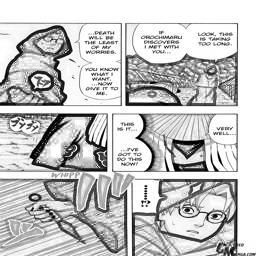 ...DEATH WILL
BE THE
LEAST OF
MY WORRIES.
YOU KNOW
WHAT I
WANT.
...NOW
GIVE IT TO
ME.
IF
OROCHIMARU
DISCOVERS
I MET WITH
YOU...
LOOK, THIS
IS TAKING
TOO LONG.
THIS
IS IT...
...I'VE
GOT TO
DO THIS
NOW!
VERY
WELL...
WHIPP
...!!